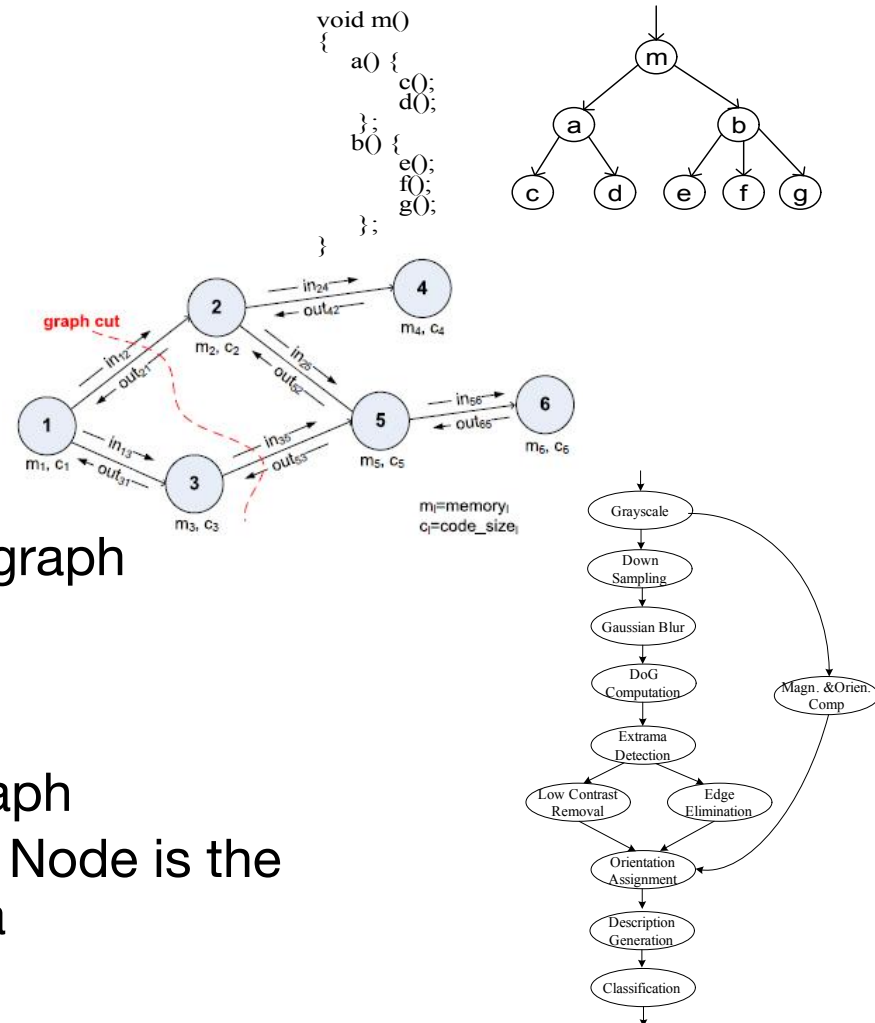 void m()
{
a() {
c();
d();
};
b() {
e();
f();
g();
};
}
m
a
b
c
d
e
f
g
graph cut
1
m₁, c₁
2
m₂, c₂
3
m₃, c₃
4
m₄, c₄
5
m₅, c₅
6
m₆, c₆
in₁₂
out₂₁
in₁₃
out₃₁
in₂₄
out₄₂
in₂₅
out₅₂
in₃₅
out₅₃
in₅₆
out₆₅
mᵢ=memoryᵢ
cᵢ=code_sizeᵢ
graph
aph
Node is the
a
Grayscale
Down
Sampling
Gaussian Blur
DoG
Computation
Magn. &Orien.
Comp
Extrama
Detection
Low Contrast
Removal
Edge
Elimination
Orientation
Assignment
Description
Generation
Classification